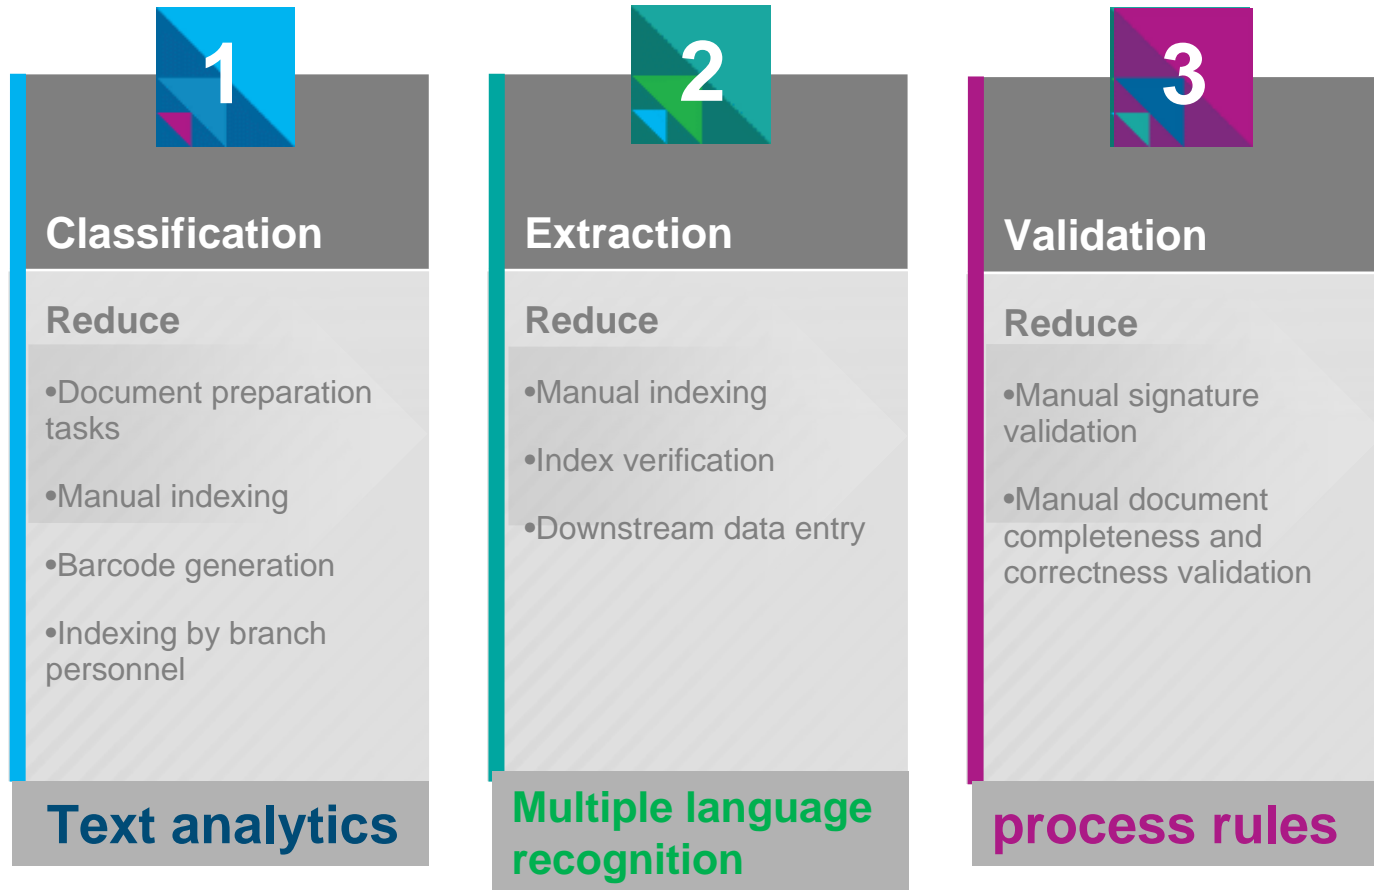 1
Classification
Reduce
•Document preparation
tasks
•Manual indexing
•Barcode generation
•Indexing by branch
personnel
Text analytics
2
Extraction
Reduce
•Manual indexing
•Index verification
•Downstream data entry
Multiple language
recognition
3
Validation
Reduce
•Manual signature
validation
•Manual document
completeness and
correctness validation
process rules